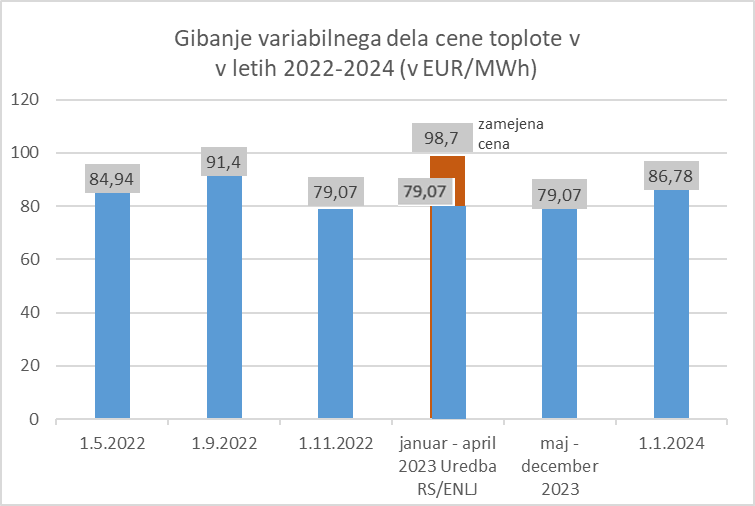 Gibanje variabilnega dela cene toplote v
v letih 2022-2024 (v EUR/MWh)
120
100
80
60
40
20
0
84,94
91,4
79,07
98,7
zamejena
cena
79,07
79,07
86,78
1.5.2022
1.9.2022
1.11.2022
januar - april
2023 Uredba
RS/ENLJ
maj -
december
2023
1.1.2024